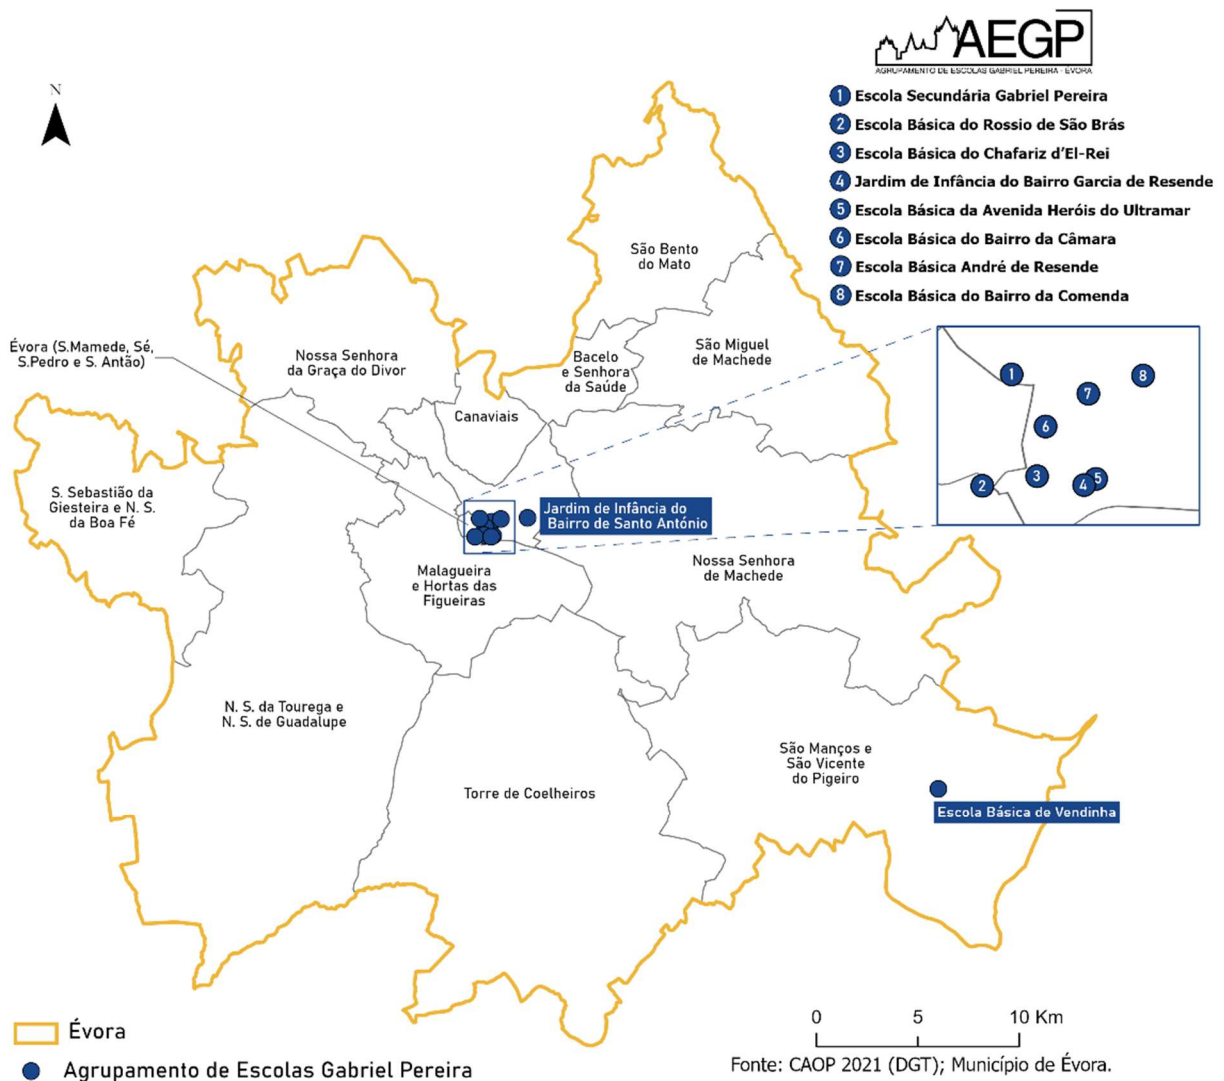 AEGP
AGRUPAMENTO DE ESCOLAS GABRIEL PEREIRA - ÉVORA
1 Escola Secundária Gabriel Pereira
2 Escola Básica do Rossio de São Brás
3 Escola Básica do Chafariz d'El-Rei
4 Jardim de Infância do Bairro Garcia de Resende
5 Escola Básica da Avenida Heróis do Ultramar
6 Escola Básica do Bairro da Câmara
7 Escola Básica André de Resende
8 Escola Básica do Bairro da Comenda
N
São Bento
do Mato
São Miguel
de Machede
Évora (S.Mamede, Sé,
S.Pedro e S. Antão)
Nossa Senhora
da Graça do Divor
Bacelo
e Senhora
da Saúde
Canaviais
1
8
7
6
3
5
4
2
S. Sebastião da
Giesteira e N. S.
da Boa Fé
Jardim de Infância do
Bairro de Santo António
Malagueira
e Hortas das
Figueiras
Nossa Senhora
de Machede
N. S. da Tourega e
N. S. de Guadalupe
São Manços e
São Vicente
do Pigeiro
Torre de Coelheiros
Escola Básica de Vendinha
Évora
Agrupamento de Escolas Gabriel Pereira
0 5 10 Km
Fonte: CAOP 2021 (DGT); Município de Évora.